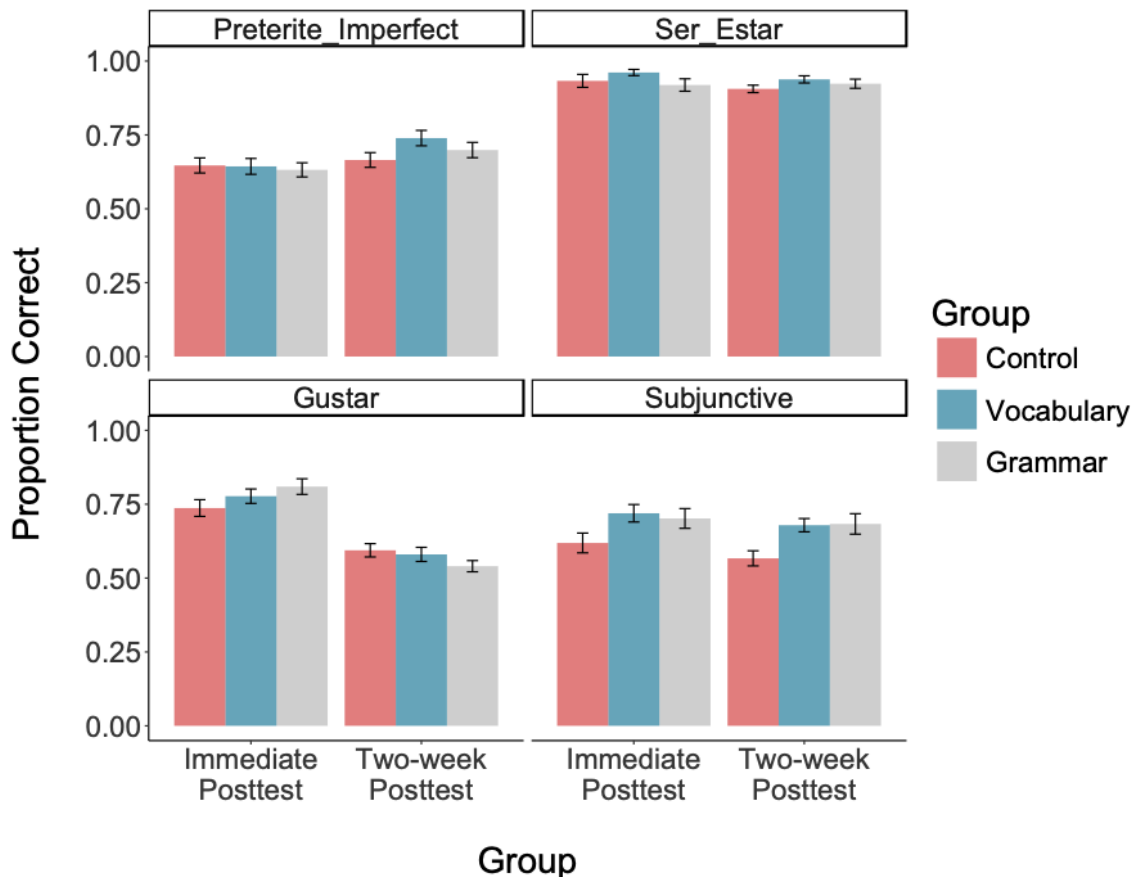 Preterite_Imperfect
Ser_Estar
1.00
0.75
0.50
0.25
0.00
Gustar
Subjunctive
1.00
0.75
0.50
0.25
0.00
Proportion Correct
Immediate
Posttest
Two-week
Posttest
Immediate
Posttest
Two-week
Posttest
Group
Group
Control
Vocabulary
Grammar